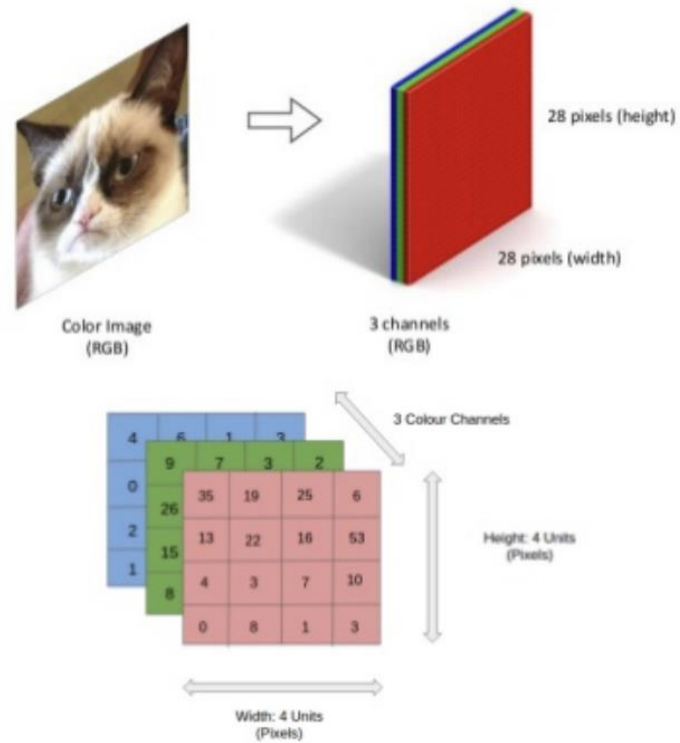 28 pixels (height)
28 pixels (width)
Color Image
(RGB)
3 channels
(RGB)
3 Colour Channels
4 6 1 3
0
2
1
9 7 3 2
26
15
8
35 19 25 6
13 22 16 53
4 3 7 10
0 8 1 3
Height: 4 Units
(Pixels)
Width: 4 Units
(Pixels)